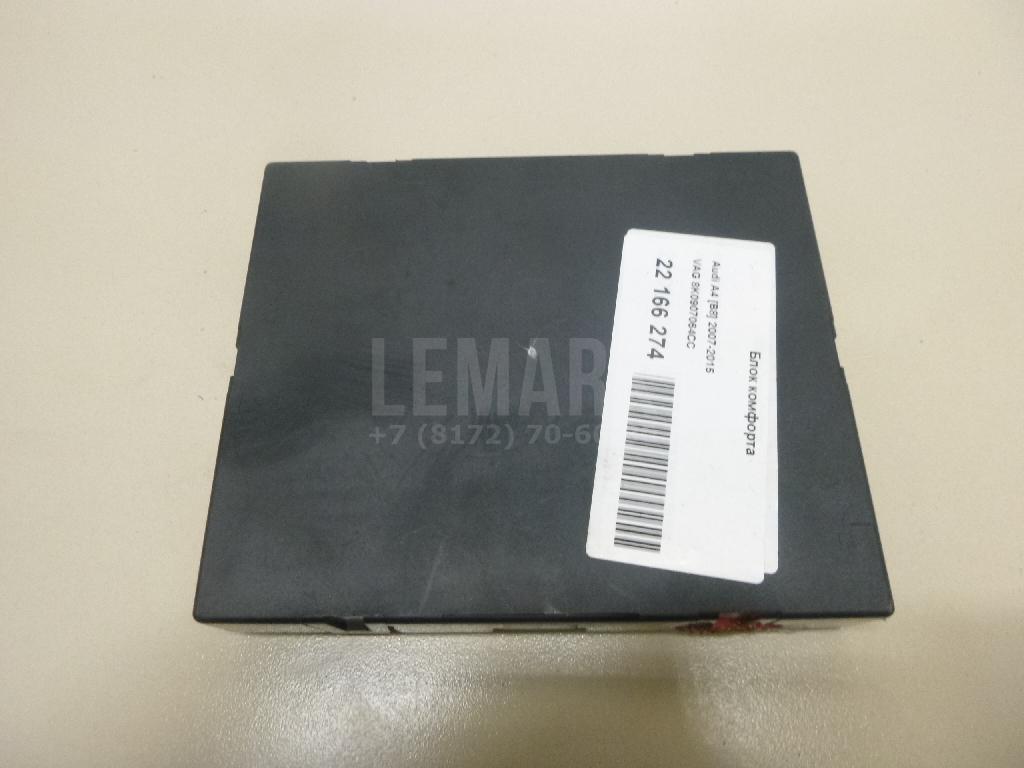 Блок комфорта
Audi A4 [B8] 2007-2015
VAG 8K0907064CC
22 166 274
LEMAR
+7 (8172) 70-60